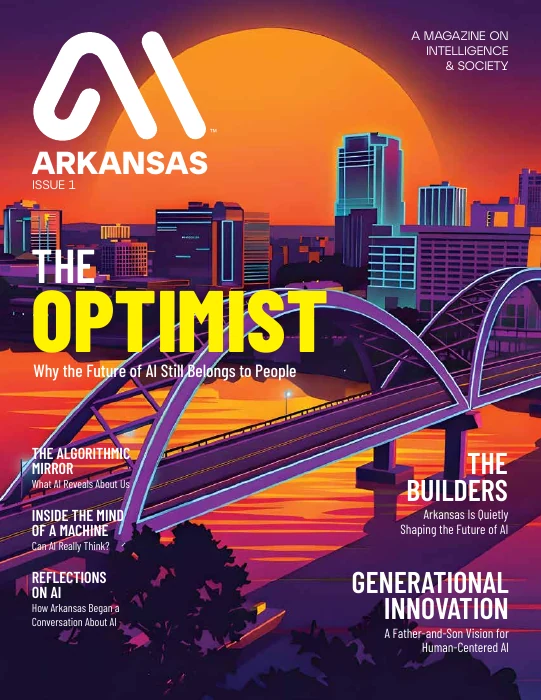 AI
™
ARKANSAS
ISSUE 1
A MAGAZINE ON
INTELLIGENCE
& SOCIETY
THE
OPTIMIST
Why the Future of AI Still Belongs to People
THE ALGORITHMIC
MIRROR
What AI Reveals About Us
INSIDE THE MIND
OF A MACHINE
Can AI Really Think?
REFLECTIONS
ON AI
How Arkansas Began a
Conversation About AI
THE
BUILDERS
Arkansas Is Quietly
Shaping the Future of AI
GENERATIONAL
INNOVATION
A Father-and-Son Vision for
Human-Centered AI